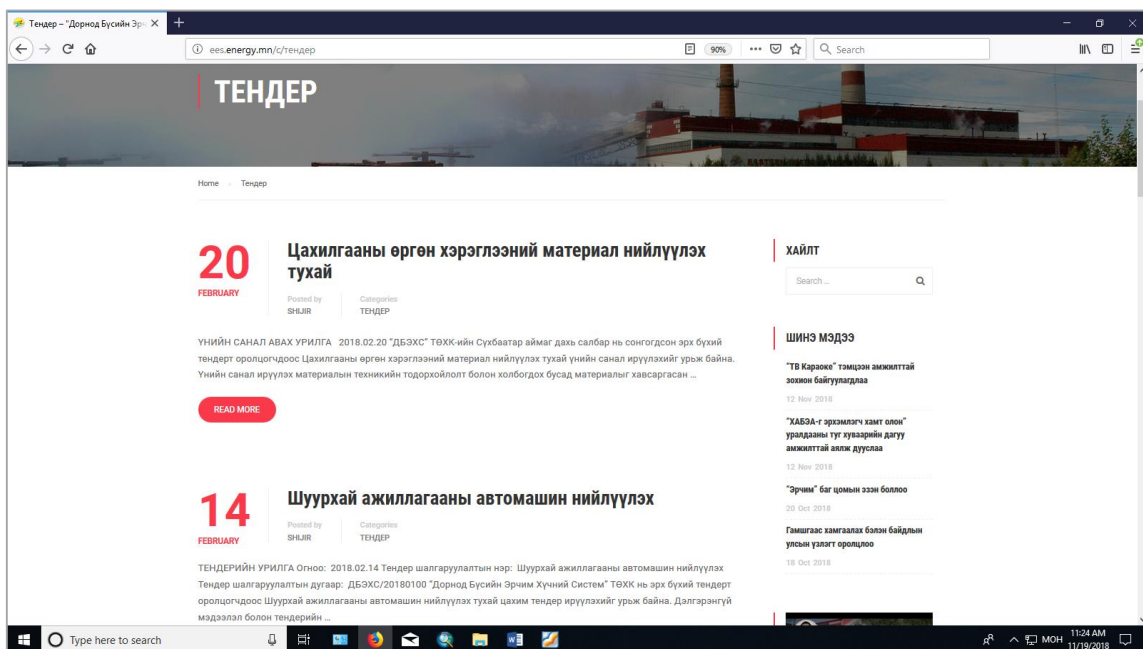 Тендер – "Дорнод Бүсийн Эрч
ees.energy.mn/c/тендер
90%
Search
ТЕНДЕР
Home
Тендер
20
FEBRUARY
Цахилгааны өргөн хэрэглээний материал нийлүүлэх
тухай
Posted by
Categories
SHIJIR
ТЕНДЕР
ҮНИЙН САНАЛ АВАХ УРИЛГА 2018.02.20 "ДБЭХС" ТӨХК-ийн Сүхбаатар аймаг дахь салбар нь сонгогдсон эрх бүхий
тендерт оролцогчдоос Цахилгааны өргөн хэрэглээний материал нийлүүлэх тухай үнийн санал ирүүлэхийг урьж байна.
Үнийн санал ирүүлэх материалын техникийн тодорхойлолт болон холбогдох бусад материалыг хавсаргасан ...
READ MORE
14
FEBRUARY
Шуурхай ажиллагааны автомашин нийлүүлэх
Posted by
Categories
SHIJIR
ТЕНДЕР
ТЕНДЕРИЙН УРИЛГА Огноо: 2018.02.14 Тендер шалгаруулалтын нэр: Шуурхай ажиллагааны автомашин нийлүүлэх
Тендер шалгаруулалтын дугаар: ДБЭХС/20180100 "Дорнод Бүсийн Эрчим Хүчний Систем" ТӨХК нь эрх бүхий тендерт
оролцогчдоос Шуурхай ажиллагааны автомашин нийлүүлэх тухай цахим тендер ирүүлэхийг урьж байна. Дэлгэрэнгүй
мэдээлэл болон тендерийн ...
ХАЙЛТ
Search ...
ШИНЭ МЭДЭЭ
"ТВ Караоке" тэмцээн амжилттай
зохион байгуулагдлаа
12 Nov 2018
"ХАБЭА-г эрхэмлэгч хамт олон"
уралдааны туг хуваарийн дагуу
амжилттай аялж дууслаа
12 Nov 2018
"Эрчим" баг цомын эзэн боллоо
20 Oct 2018
Гамшгаас хамгаалах бэлэн байдлын
улсын үзлэгт оролцлоо
18 Oct 2018
Type here to search
МОН
11:24 AM
11/19/2018